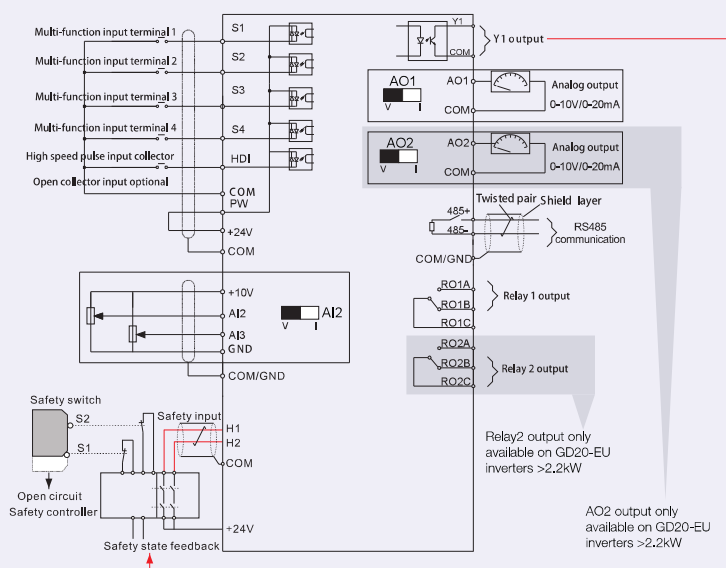 Multi-function input terminal 1
S1
Multi-function input terminal 2
S2
Multi-function input terminal 3
S3
Multi-function input terminal 4
S4
High speed pulse input collector
HDI
Open collector input optional
COM
PW
+24V
COM
+10V
AI2
AI3
GND
AI2
V I
COM/GND
Safety switch
S2
S1
Open circuit
Safety controller
Safety input
H1
H2
COM
+24V
Safety state feedback
Y1
COM
Y1 output
AO1
V I
AO1
COM
Analog output
0-10V/0-20mA
AO2
V I
AO2
COM
Analog output
0-10V/0-20mA
Twisted pair
Shield layer
485+
485-
RS485
communication
COM/GND
RO1A
RO1B
RO1C
Relay 1 output
RO2A
RO2B
RO2C
Relay 2 output
Relay2 output only
available on GD20-EU
inverters >2.2kW
AO2 output only
available on GD20-EU
inverters >2.2kW